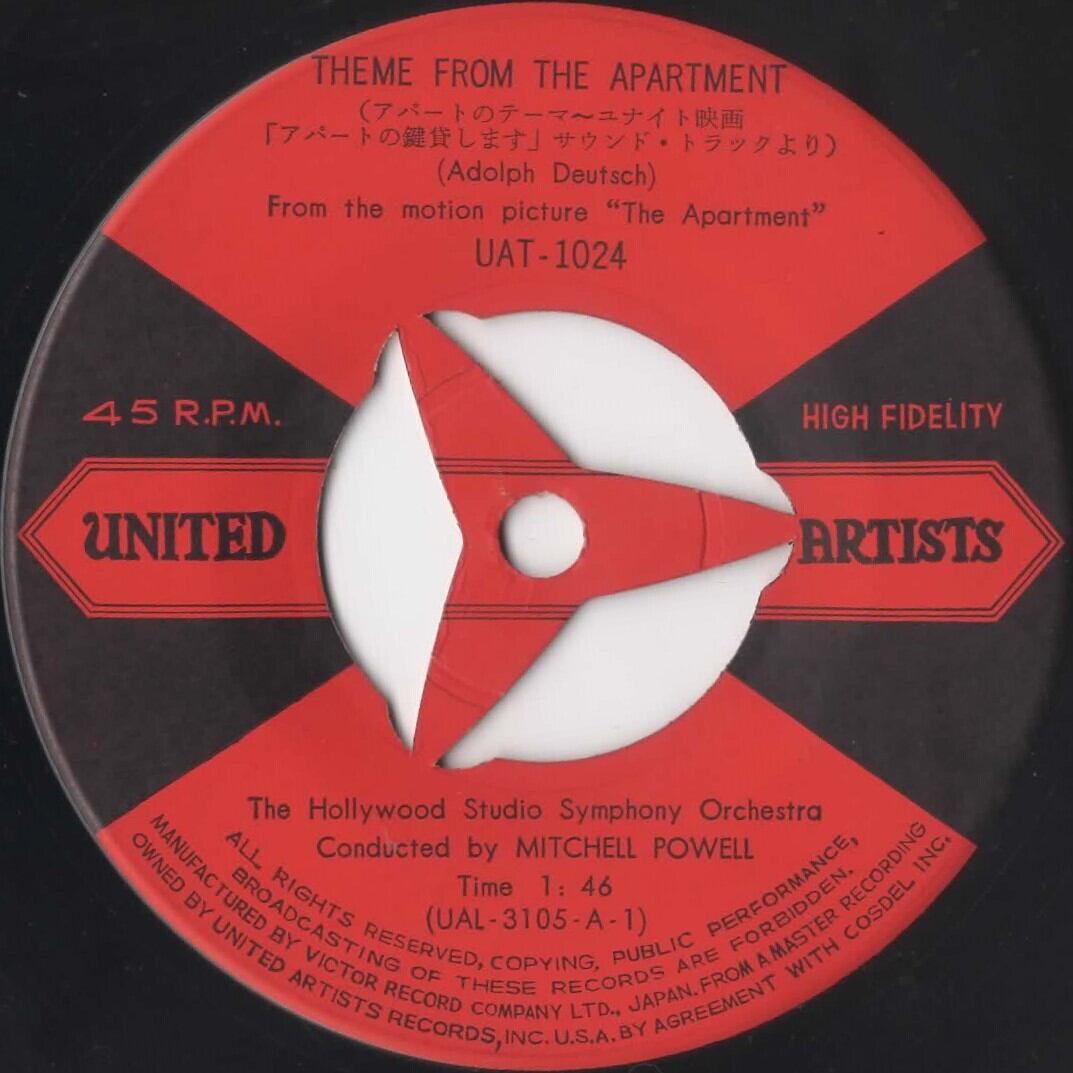 THEME FROM THE APARTMENT
（アパートのテーマ〜ユナイト映画
「アパートの鍵貸します」サウンド・トラックより）
(Adolph Deutsch)
From the motion picture “The Apartment”
UAT-1024
45 R.P.M.
HIGH FIDELITY
UNITED ARTISTS
The Hollywood Studio Symphony Orchestra
Conducted by MITCHELL POWELL
Time 1: 46
(UAL-3105-A-1)
ALL RIGHTS RESERVED, COPYING, PUBLIC PERFORMANCE,
BROADCASTING OF THESE RECORDS ARE FORBIDDEN.
MANUFACTURED BY VICTOR RECORD COMPANY LTD., JAPAN. FROM A MASTER RECORDING
OWNED BY UNITED ARTISTS RECORDS, INC. U.S.A. BY AGREEMENT WITH COSDEL INC.